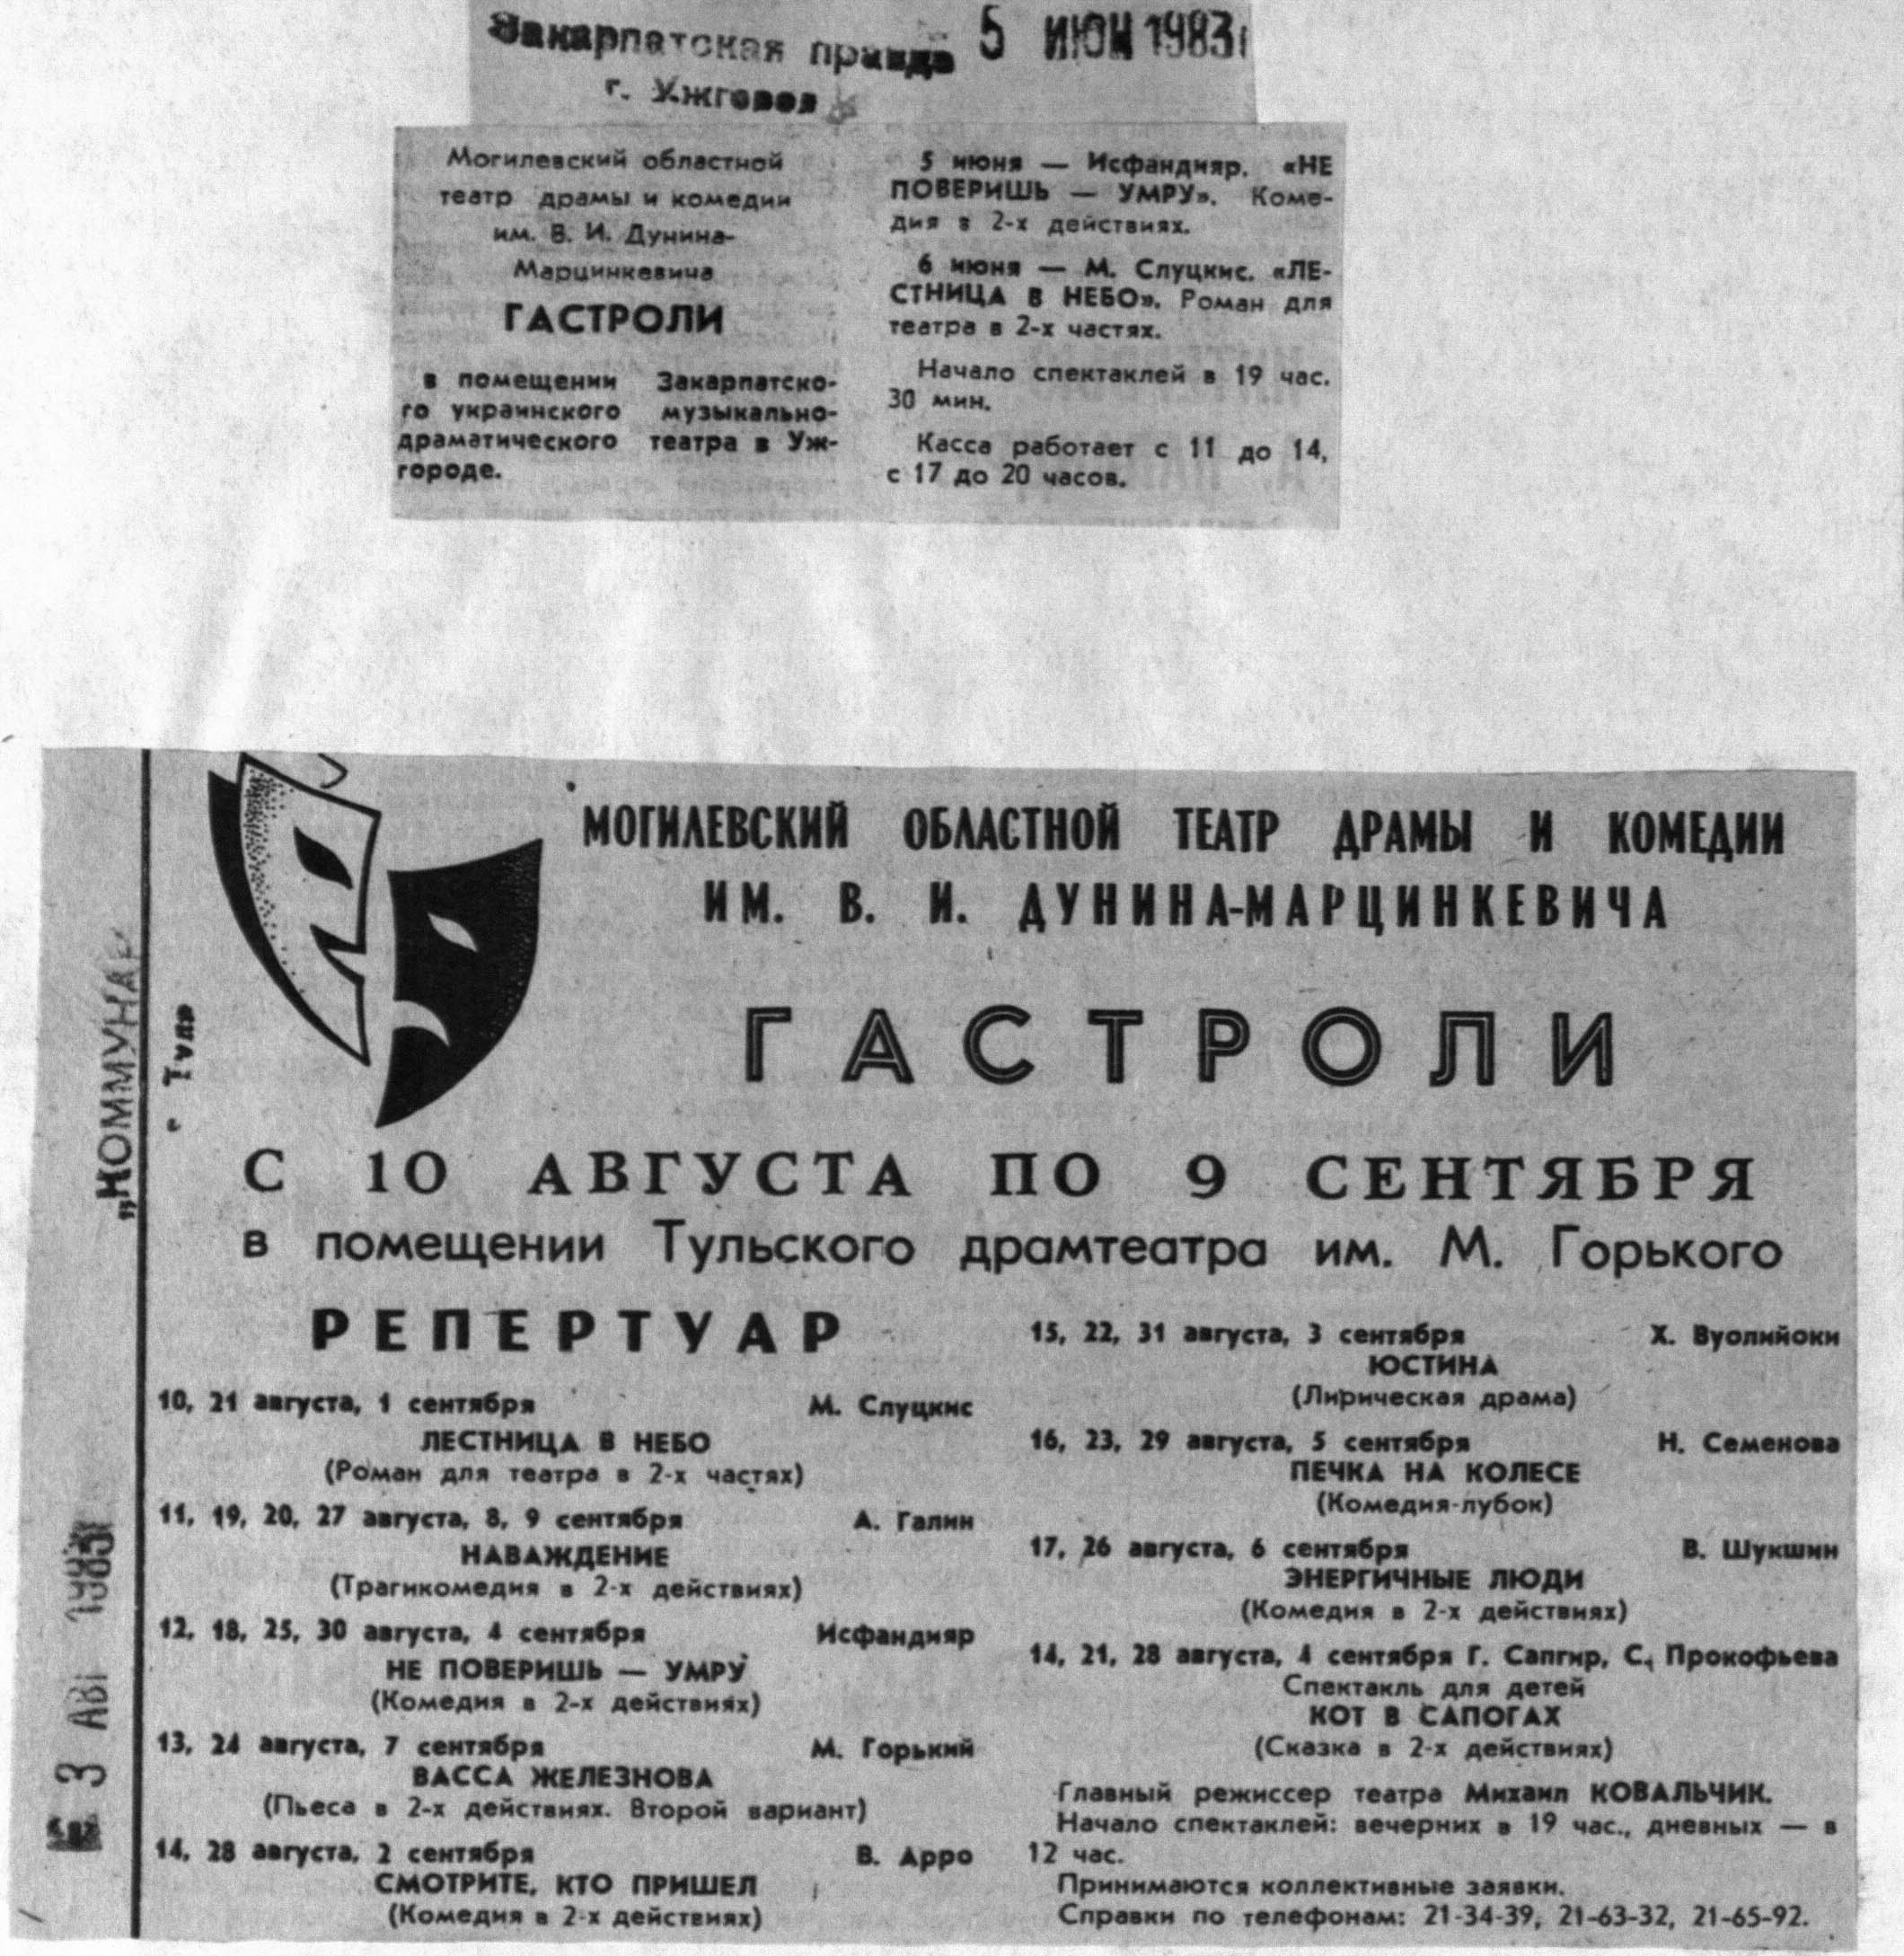 Закарпатская правда 5 ИЮН 1983г
г. Ужгород
Могилевский областной
театр драмы и комедии
им. В. И. Дунина-
Марцинкевича
ГАСТРОЛИ
в помещении Закарпатско-
го украинского музыкально-
драматического театра в Уж-
городе.
5 июня — Исфандияр. «НЕ
ПОВЕРИШЬ — УМРУ». Коме-
дия в 2-х действиях.
6 июня — М. Слуцкис. «ЛЕ-
СТНИЦА В НЕБО». Роман для
театра в 2-х частях.
Начало спектаклей в 19 час.
30 мин.
Касса работает с 11 до 14,
с 17 до 20 часов.
„КОММУНАР
г Тула
3 АВГ 1983г
МОГИЛЕВСКИЙ ОБЛАСТНОЙ ТЕАТР ДРАМЫ И КОМЕДИИ
ИМ. В. И. ДУНИНА-МАРЦИНКЕВИЧА
ГАСТРОЛИ
С 10 АВГУСТА ПО 9 СЕНТЯБРЯ
в помещении Тульского драмтеатра им. М. Горького
РЕПЕРТУАР
10, 21 августа, 1 сентября М. Слуцкис
ЛЕСТНИЦА В НЕБО
(Роман для театра в 2-х частях)
11, 19, 20, 27 августа, 8, 9 сентября А. Галин
НАВАЖДЕНИЕ
(Трагикомедия в 2-х действиях)
12, 18, 25, 30 августа, 4 сентября Исфандияр
НЕ ПОВЕРИШЬ — УМРУ
(Комедия в 2-х действиях)
13, 24 августа, 7 сентября М. Горький
ВАССА ЖЕЛЕЗНОВА
(Пьеса в 2-х действиях. Второй вариант)
14, 28 августа, 2 сентября В. Арро
СМОТРИТЕ, КТО ПРИШЕЛ
(Комедия в 2-х действиях)
15, 22, 31 августа, 3 сентября Х. Вуолийоки
ЮСТИНА
(Лирическая драма)
16, 23, 29 августа, 5 сентября Н. Семенова
ПЕЧКА НА КОЛЕСЕ
(Комедия-лубок)
17, 26 августа, 6 сентября В. Шукшин
ЭНЕРГИЧНЫЕ ЛЮДИ
(Комедия в 2-х действиях)
14, 21, 28 августа, 4 сентября Г. Сапгир, С. Прокофьева
Спектакль для детей
КОТ В САПОГАХ
(Сказка в 2-х действиях)
Главный режиссер театра Михаил КОВАЛЬЧИК.
Начало спектаклей: вечерних в 19 час., дневных — в
12 час.
Принимаются коллективные заявки.
Справки по телефонам: 21-34-39, 21-63-32, 21-65-92.